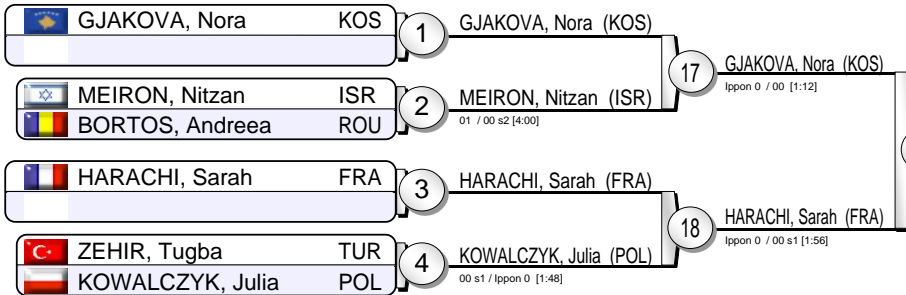 GJAKOVA, Nora KOS
1
GJAKOVA, Nora (KOS)
17
GJAKOVA, Nora (KOS)
Ippon 0 / 00 [1:12]
MEIRON, Nitzan ISR
BORTOS, Andreea ROU
2
MEIRON, Nitzan (ISR)
01 / 00 s2 [4:00]
HARACHI, Sarah FRA
3
HARACHI, Sarah (FRA)
18
HARACHI, Sarah (FRA)
Ippon 0 / 00 s1 [1:56]
ZEHIR, Tugba TUR
KOWALCZYK, Julia POL
4
KOWALCZYK, Julia (POL)
00 s1 / Ippon 0 [1:48]